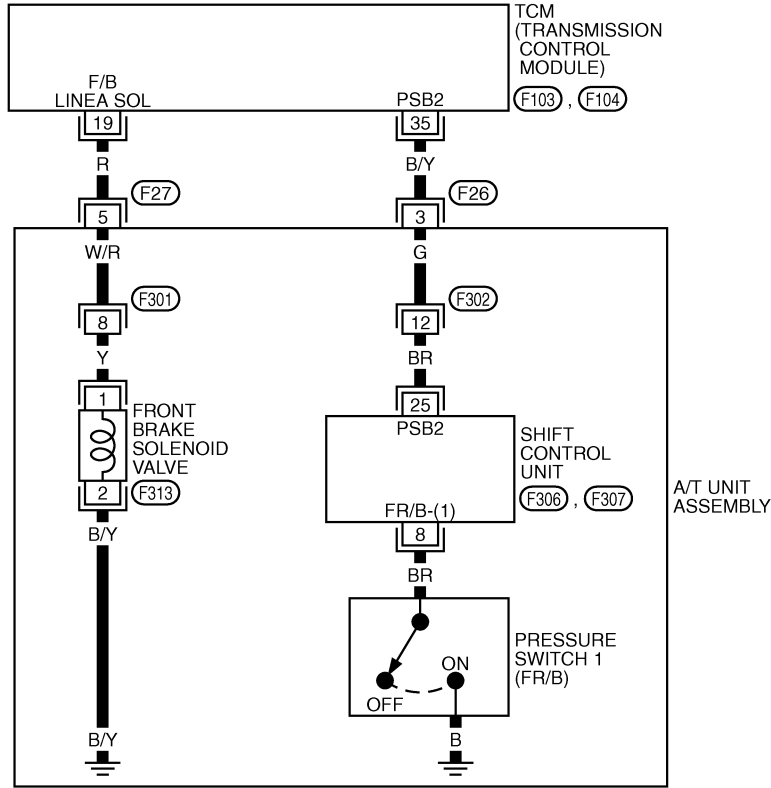 TCM
(TRANSMISSION
CONTROL
MODULE)
F/B
LINEA SOL
PSB2
F103 , F104
19
35
R
B/Y
F27
F26
5
3
W/R
G
F301
F302
8
12
Y
BR
1
25
FRONT
BRAKE
SOLENOID
VALVE
PSB2
SHIFT
CONTROL
UNIT
2
F313
F306 , F307
A/T UNIT
ASSEMBLY
FR/B-(1)
B/Y
8
BR
PRESSURE
SWITCH 1
(FR/B)
ON
OFF
B/Y
B